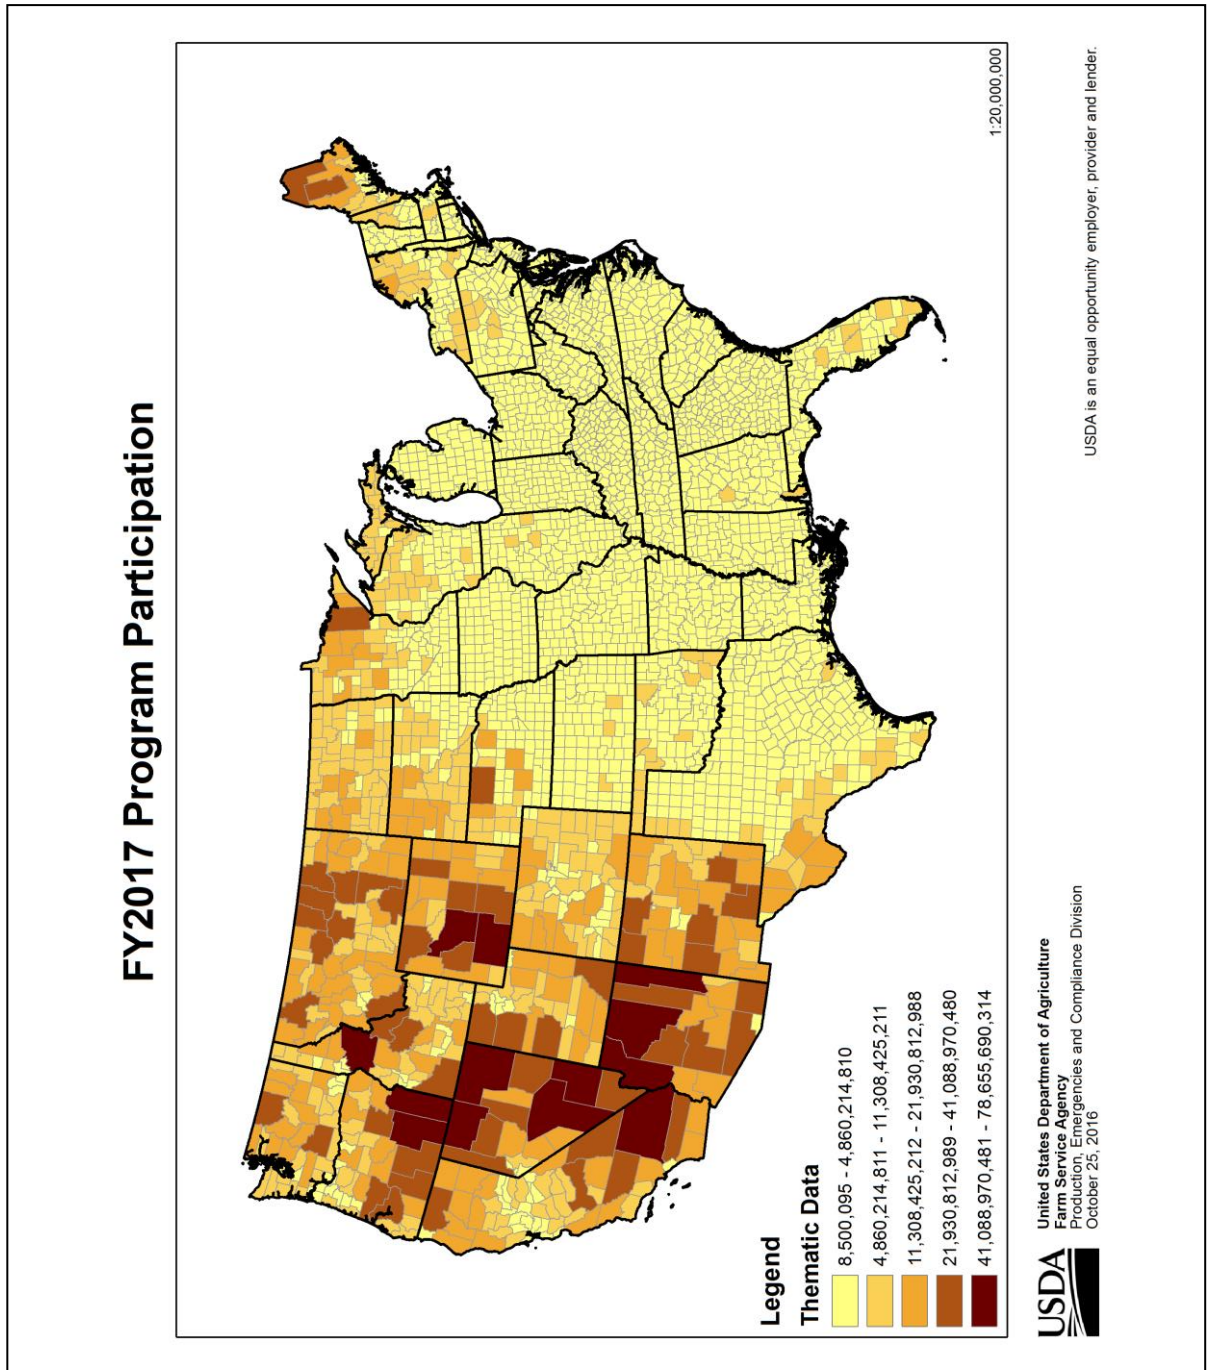 FY2017 Program Participation
1:20,000,000
Legend
Thematic Data
8,500,095 - 4,860,214,810
4,860,214,811 - 11,308,425,211
11,308,425,212 - 21,930,812,988
21,930,812,989 - 41,088,970,480
41,088,970,481 - 78,655,690,314
USDA
United States Department of Agriculture
Farm Service Agency
Production, Emergencies and Compliance Division
October 25, 2016
USDA is an equal opportunity employer, provider and lender.